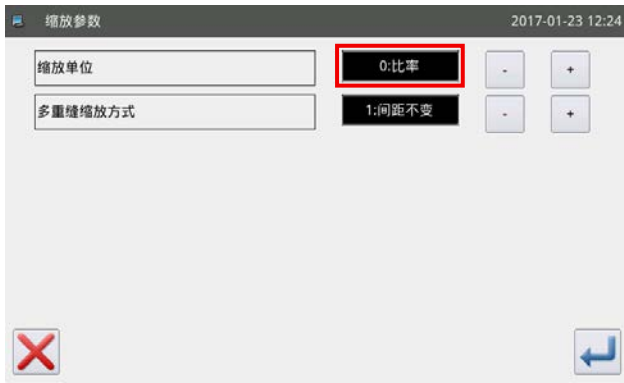 缩放参数 2017-01-23 12:24
缩放单位 0:比率 - +
多重缝缩放方式 1:间距不变 - +